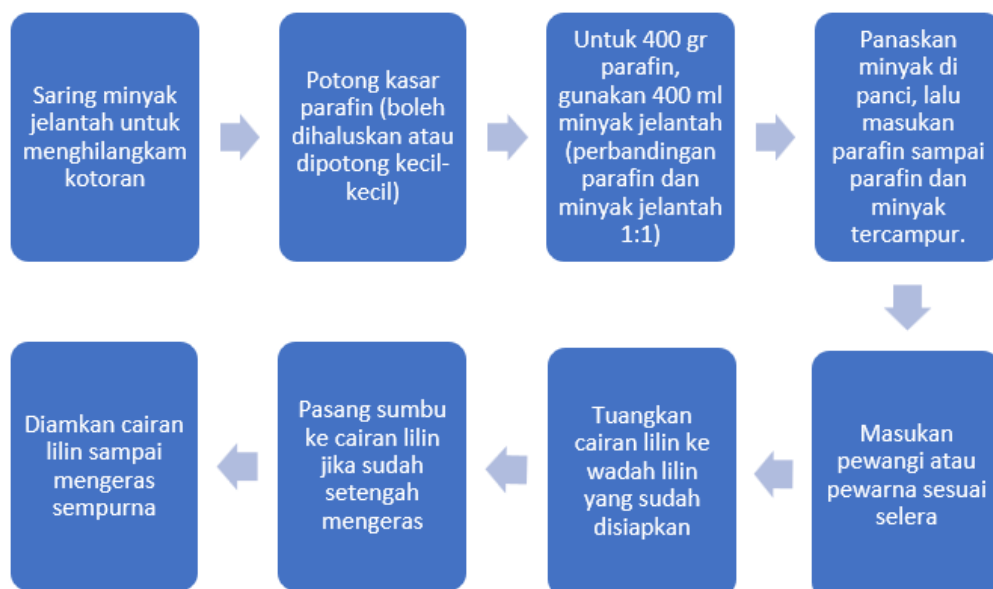 Saring minyak
jelantah untuk
menghilangkam
kotoran
Potong kasar
parafin (boleh
dihaluskan atau
dipotong kecil-
kecil)
Untuk 400 gr
parafin,
gunakan 400 ml
minyak jelantah
(perbandingan
parafin dan
minyak jelantah
1:1)
Panaskan
minyak di
panci, lalu
masukan
parafin sampai
parafin dan
minyak
tercampur.
Masukan
pewangi atau
pewarna sesuai
selera
Tuangkan
cairan lilin ke
wadah lilin
yang sudah
disiapkan
Pasang sumbu
ke cairan lilin
jika sudah
setengah
mengeras
Diamkan cairan
lilin sampai
mengeras
sempurna